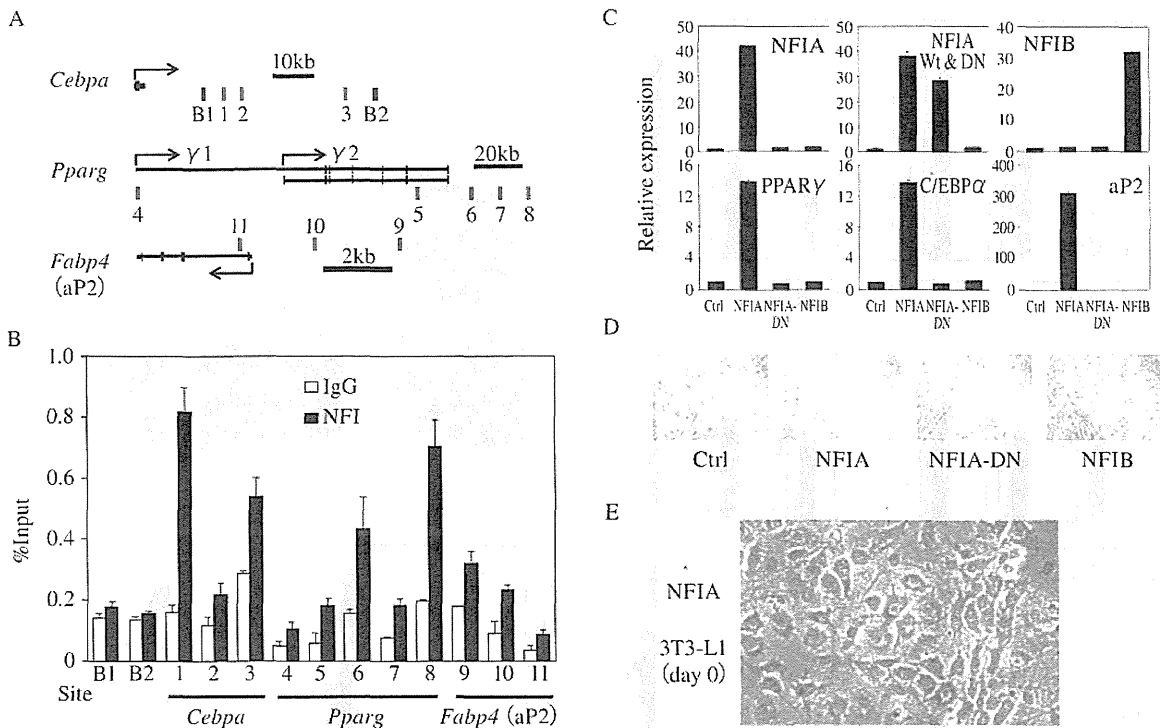 A
Cebpa
10kb
B1 1 2 3 B2
Pparg
γ1
γ2
20kb
4
5 6 7 8
11 10 9
Fabp4
(aP2)
2kb
B
%Input
1.0
0.8
0.6
0.4
0.2
0
IgG
NFI
B1 B2 1 2 3 4 5 6 7 8 9 10 11
Site
Cebpa Pparg Fabp4 (aP2)
C
Relative expression
50
40
30
20
10
0
NFIA
50
40
30
20
10
0
NFIA
Wt & DN
40
30
20
10
0
NFIB
16
12
8
4
0
PPARγ
16
12
8
4
0
C/EBPα
400
300
200
100
0
aP2
Ctrl NFIA NFIA-DN NFIB
Ctrl NFIA NFIA-DN NFIB
Ctrl NFIA NFIA-DN NFIB
D
Ctrl NFIA NFIA-DN NFIB
E
NFIA
3T3-L1
(day 0)